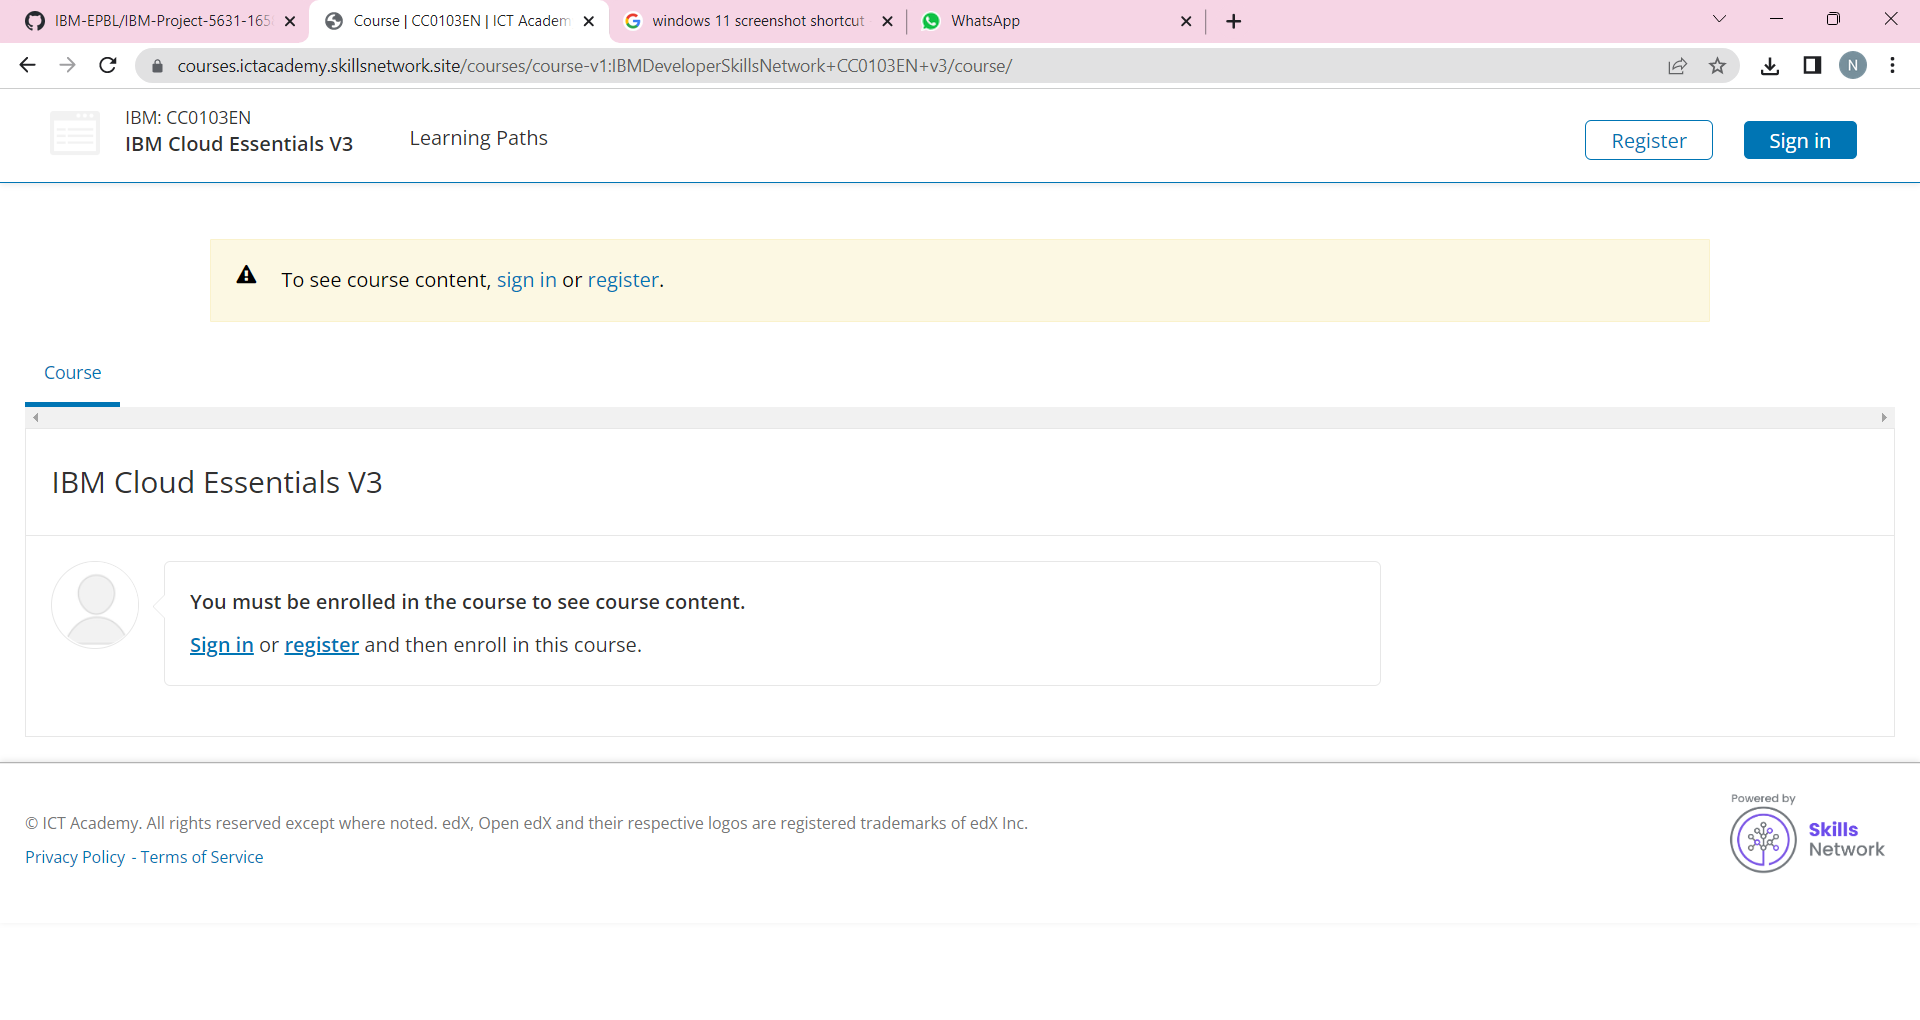 IBM-EPBL/IBM-Project-5631-165
Course | CC0103EN | ICT Academ
windows 11 screenshot shortcut
WhatsApp
courses.ictacademy.skillsnetwork.site/courses/course-v1:IBMDeveloperSkillsNetwork+CC0103EN+v3/course/
N
IBM: CC0103EN
IBM Cloud Essentials V3
Learning Paths
Register
Sign in
To see course content, sign in or register.
Course
IBM Cloud Essentials V3
You must be enrolled in the course to see course content.
Sign in or register and then enroll in this course.
© ICT Academy. All rights reserved except where noted. edX, Open edX and their respective logos are registered trademarks of edX Inc.
Privacy Policy - Terms of Service
Powered by
Skills
Network